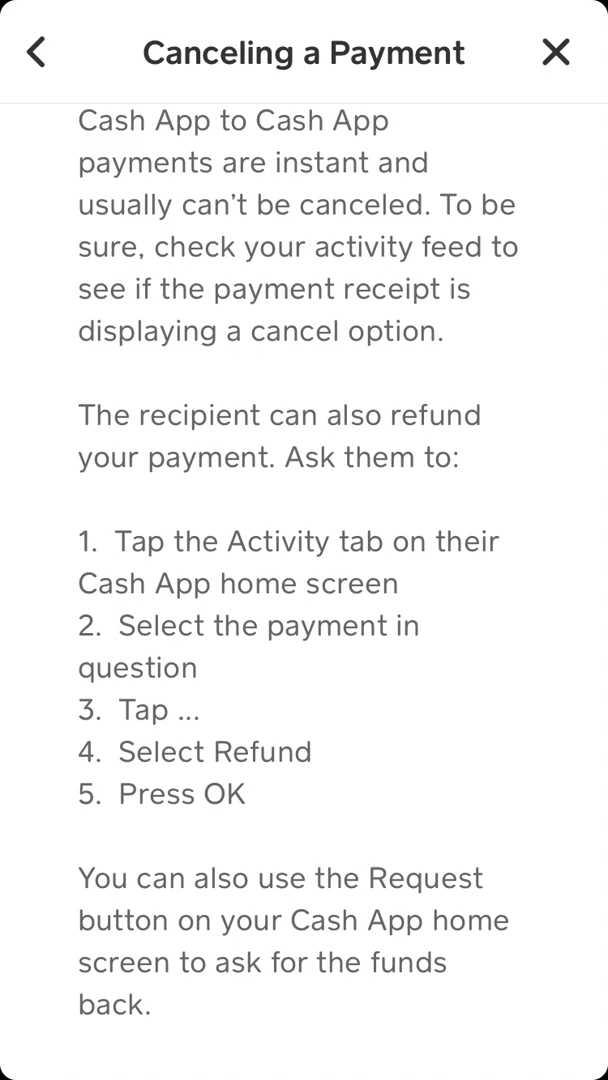 Canceling a Payment
Cash App to Cash App
payments are instant and
usually can’t be canceled. To be
sure, check your activity feed to
see if the payment receipt is
displaying a cancel option.
The recipient can also refund
your payment. Ask them to:
1. Tap the Activity tab on their
Cash App home screen
2. Select the payment in
question
3. Tap ...
4. Select Refund
5. Press OK
You can also use the Request
button on your Cash App home
screen to ask for the funds
back.